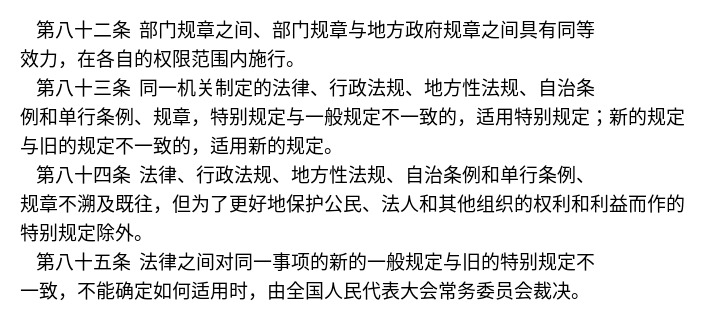 第八十二条 部门规章之间、部门规章与地方政府规章之间具有同等
效力，在各自的权限范围内施行。
第八十三条 同一机关制定的法律、行政法规、地方性法规、自治条
例和单行条例、规章，特别规定与一般规定不一致的，适用特别规定；新的规定
与旧的规定不一致的，适用新的规定。
第八十四条 法律、行政法规、地方性法规、自治条例和单行条例、
规章不溯及既往，但为了更好地保护公民、法人和其他组织的权利和利益而作的
特别规定除外。
第八十五条 法律之间对同一事项的新的一般规定与旧的特别规定不
一致，不能确定如何适用时，由全国人民代表大会常务委员会裁决。